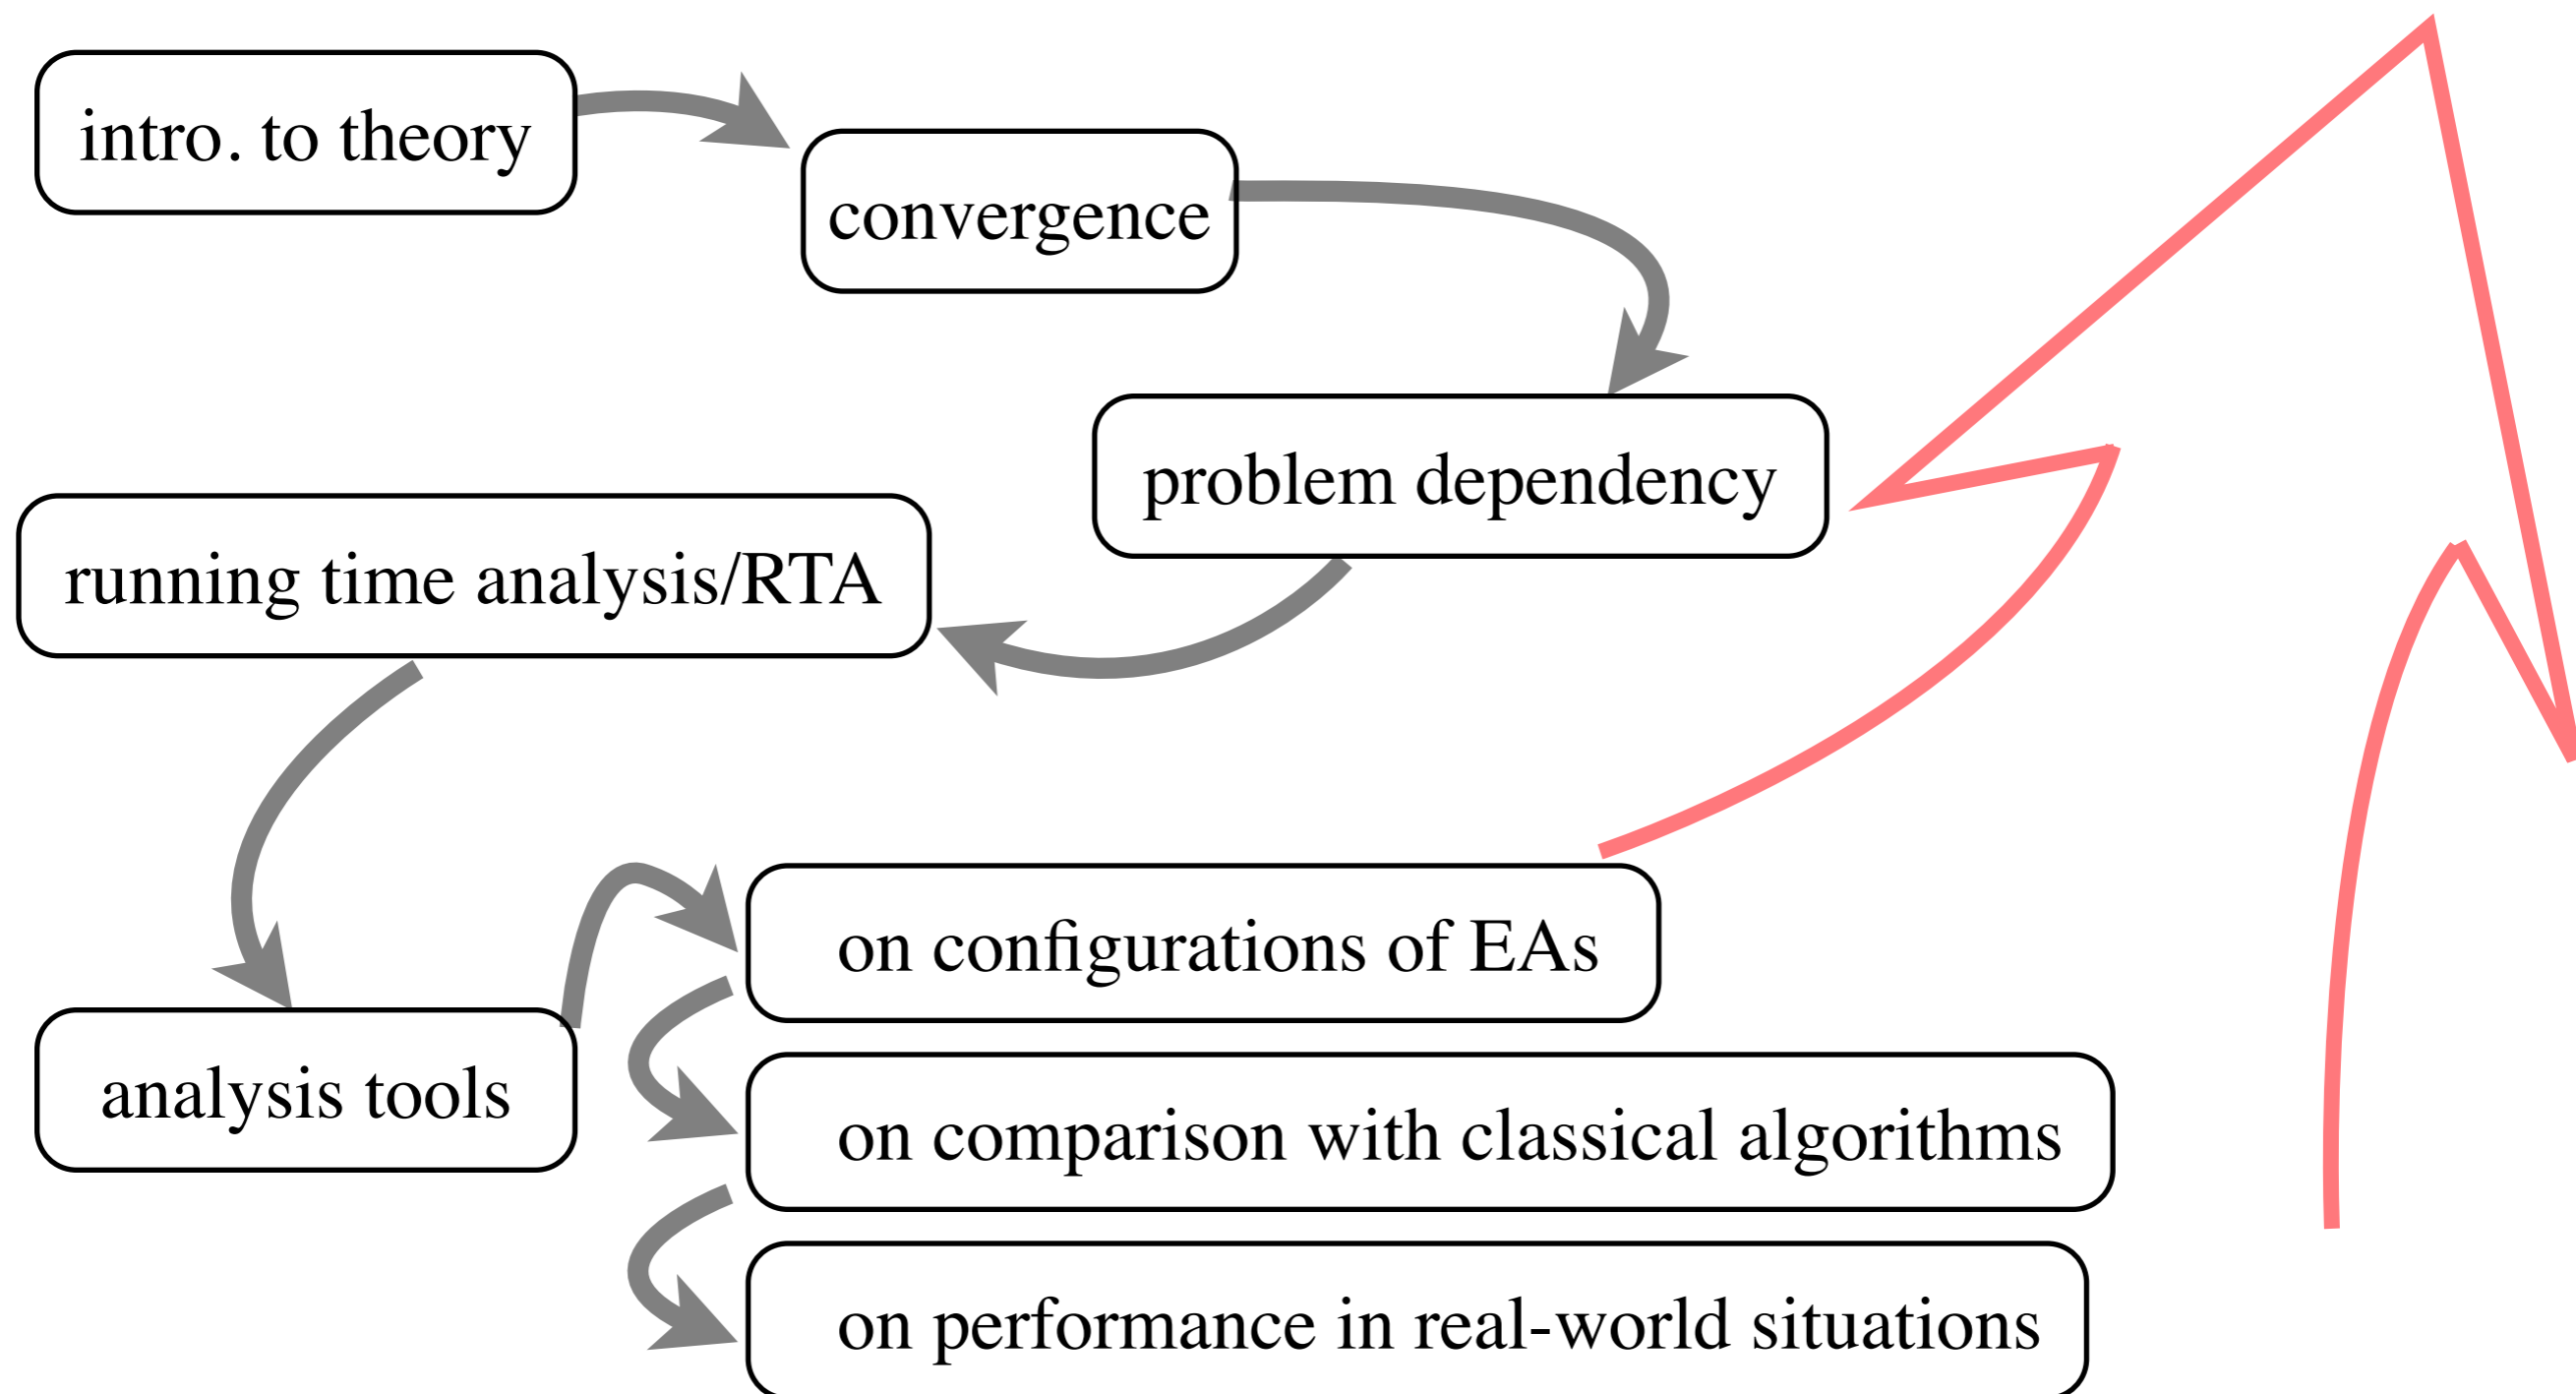 intro. to theory
convergence
problem dependency
running time analysis/RTA
analysis tools
on configurations of EAs
on comparison with classical algorithms
on performance in real-world situations